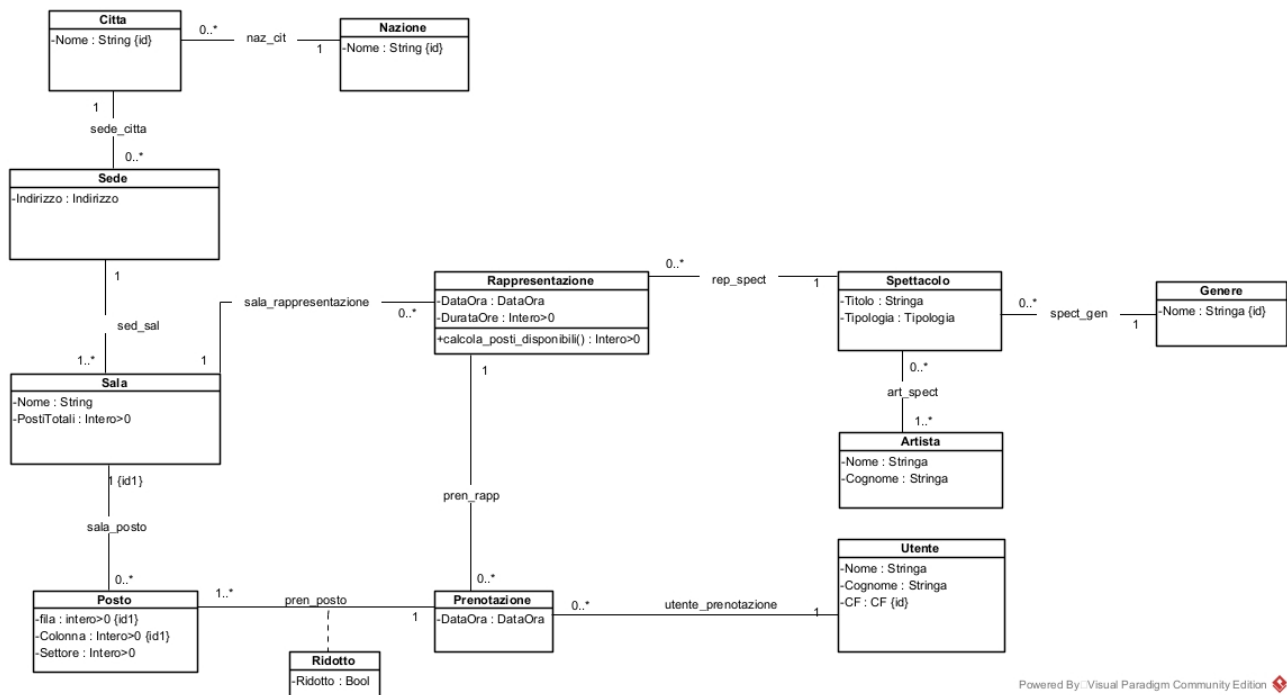 Citta
-Nome : String {id}
0..*
naz_cit
1
Nazione
-Nome : String {id}
1
sede_citta
0..*
Sede
-Indirizzo : Indirizzo
1
sed_sal
1..*
Sala
-Nome : String
-PostiTotali : Intero>0
1
sala_rappresentazione
0..*
Rappresentazione
-DataOra : DataOra
-DurataOre : Intero>0
+calcola_posti_disponibili() : Intero>0
0..*
rep_spect
1
Spettacolo
-Titolo : Stringa
-Tipologia : Tipologia
0..*
spect_gen
1
Genere
-Nome : Stringa {id}
0..*
art_spect
1..*
Artista
-Nome : Stringa
-Cognome : Stringa
1 {id1}
sala_posto
0..*
1
pren_rapp
0..*
Posto
-fila : intero>0 {id1}
-Colonna : Intero>0 {id1}
-Settore : Intero>0
1..*
pren_posto
1
Ridotto
-Ridotto : Bool
Prenotazione
-DataOra : DataOra
0..*
utente_prenotazione
1
Utente
-Nome : Stringa
-Cognome : Stringa
-CF : CF {id}
Powered By Visual Paradigm Community Edition